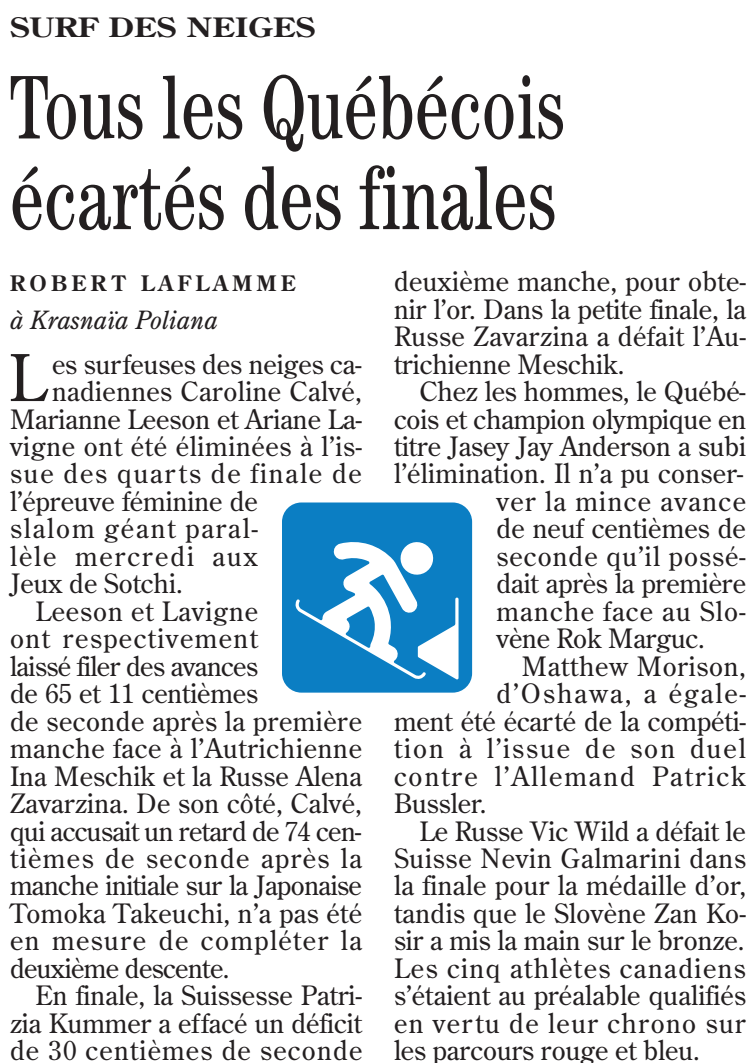 SURF DES NEIGES
Tous les Québécois
écartés des finales
ROBERT LAFLAMME
à Krasnaïa Poliana
Les surfeuses des neiges ca-
nadiennes Caroline Calvé,
Marianne Leeson et Ariane La-
vigne ont été éliminées à l'is-
sue des quarts de finale de
l'épreuve féminine de
slalom géant paral-
lèle mercredi aux
Jeux de Sotchi.
Leeson et Lavigne
ont respectivement
laissé filer des avances
de 65 et 11 centièmes
de seconde après la première
manche face à l'Autrichienne
Ina Meschik et la Russe Alena
Zavarzina. De son côté, Calvé,
qui accusait un retard de 74 cen-
tièmes de seconde après la
manche initiale sur la Japonaise
Tomoka Takeuchi, n'a pas été
en mesure de compléter la
deuxième descente.
En finale, la Suissesse Patri-
zia Kummer a effacé un déficit
de 30 centièmes de seconde
deuxième manche, pour obte-
nir l'or. Dans la petite finale, la
Russe Zavarzina a défait l'Au-
trichienne Meschik.
Chez les hommes, le Québé-
cois et champion olympique en
titre Jasey Jay Anderson a subi
l'élimination. Il n'a pu conser-
ver la mince avance
de neuf centièmes de
seconde qu'il possé-
dait après la première
manche face au Slo-
vène Rok Marguc.
Matthew Morison,
d'Oshawa, a égale-
ment été écarté de la compéti-
tion à l'issue de son duel
contre l'Allemand Patrick
Bussler.
Le Russe Vic Wild a défait le
Suisse Nevin Galmarini dans
la finale pour la médaille d'or,
tandis que le Slovène Zan Ko-
sir a mis la main sur le bronze.
Les cinq athlètes canadiens
s'étaient au préalable qualifiés
en vertu de leur chrono sur
les parcours rouge et bleu.